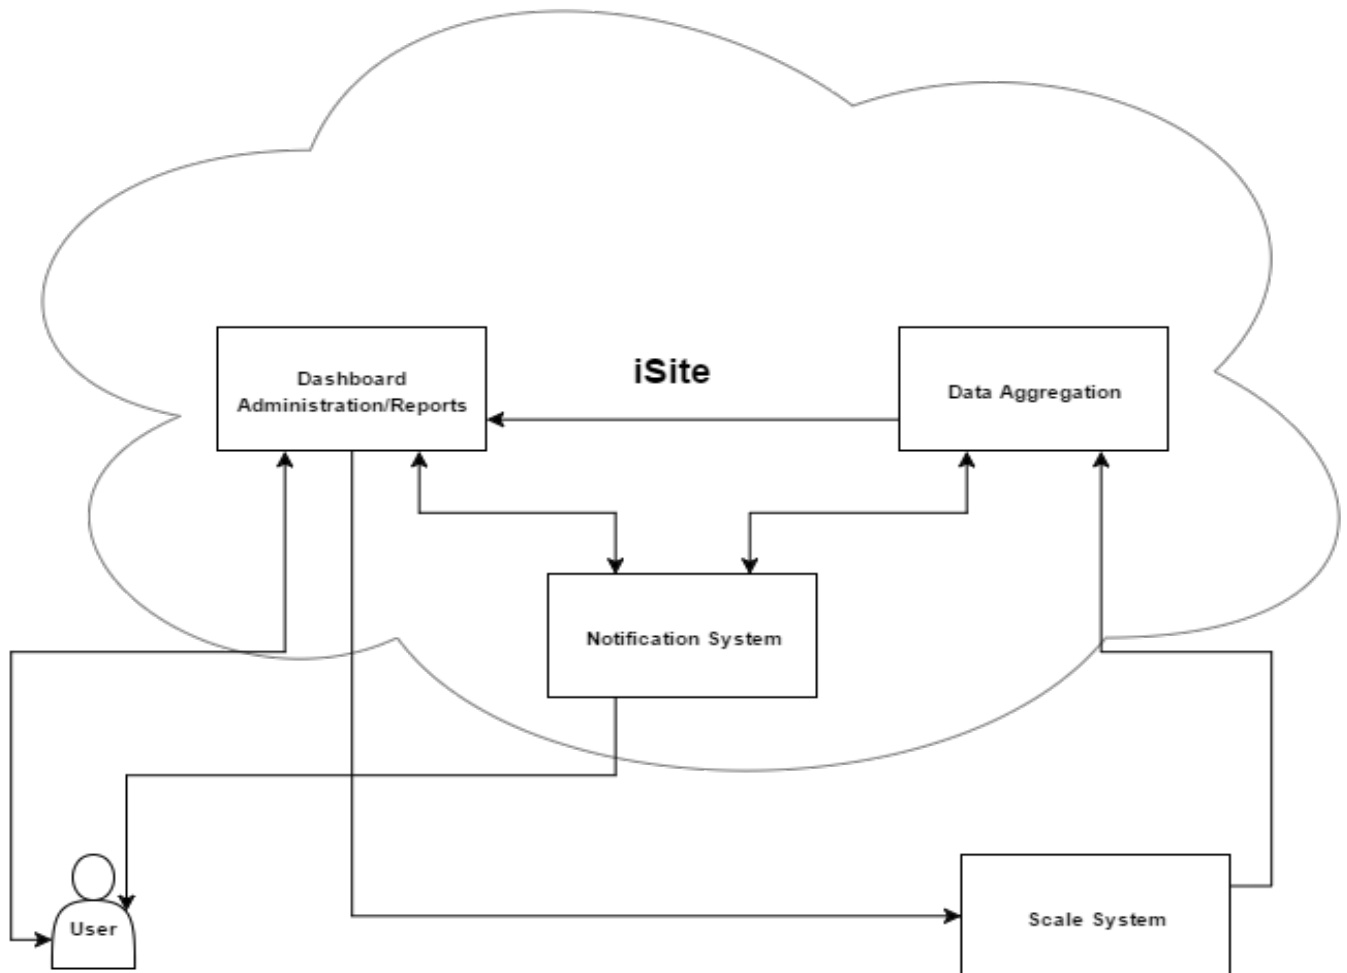 iSite
Dashboard
Administration/Reports
Data Aggregation
Notification System
User
Scale System